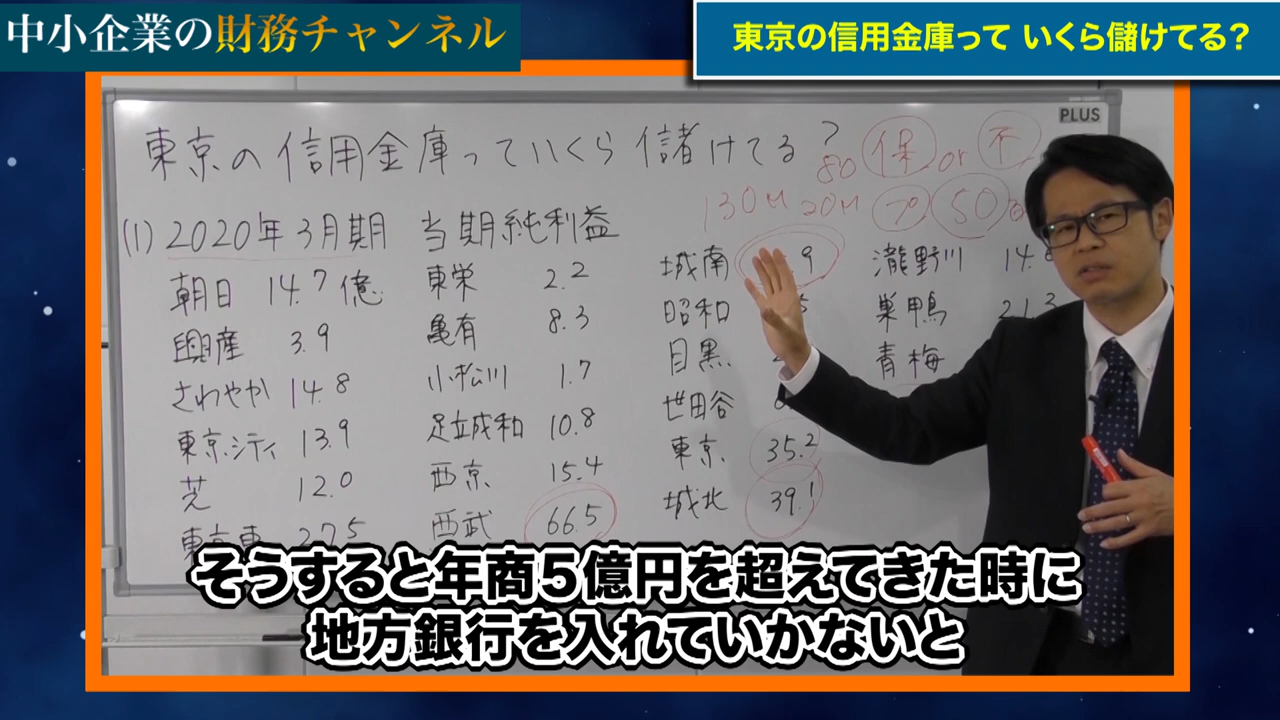 中小企業の財務チャンネル
東京の信用金庫って いくら儲けてる?
PLUS
東京の信用金庫っていくら儲けてる?
80 保 or 不
130M 20M プ 50
(1) 2020年3月期 当期純利益
朝日 14.7億
興産 3.9
さわやか 14.8
東京シティ 13.9
芝 12.0
東京東 27.5
東栄 2.2
亀有 8.3
小松川 1.7
足立成和 10.8
西京 15.4
西武 66.5
城南 .9
昭和
目黒
世田谷
東京 35.2
城北 39.1
瀧野川 14.
巣鴨 21.3
青梅
そうすると年商5億円を超えてきた時に
地方銀行を入れていかないと